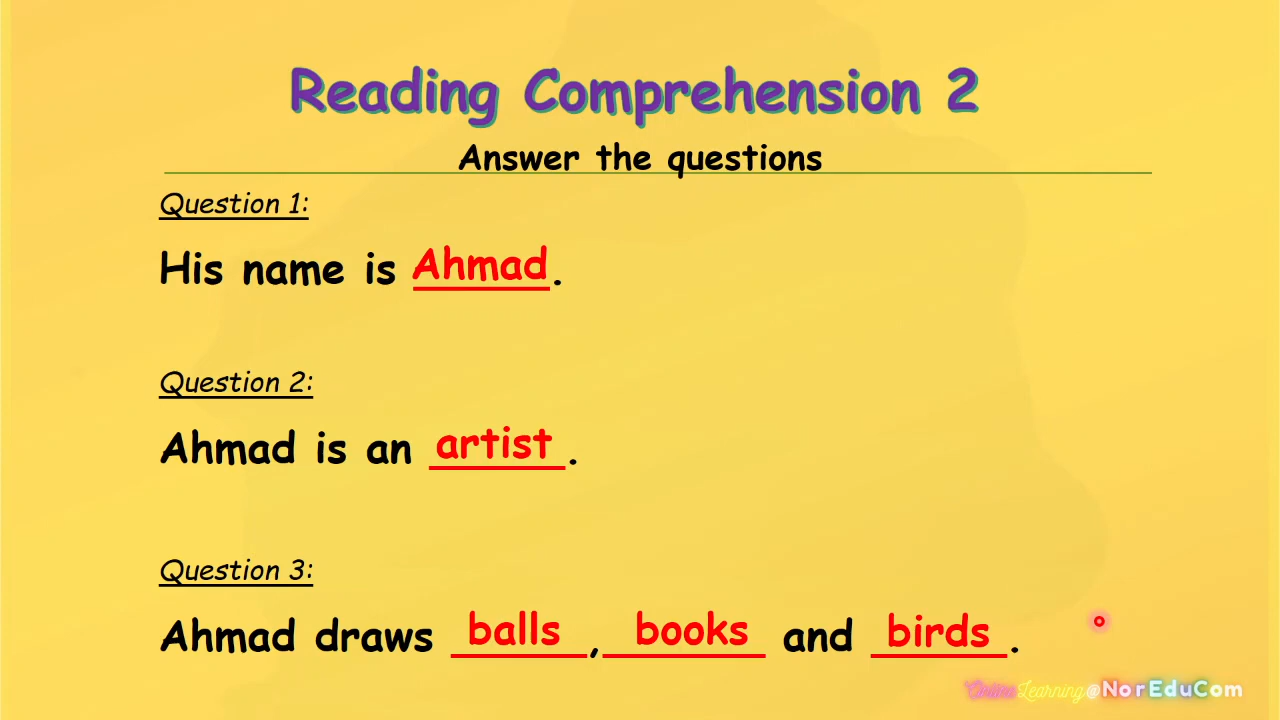 Reading Comprehension 2
Answer the questions
Question 1:
His name is Ahmad.
Question 2:
Ahmad is an artist.
Question 3:
Ahmad draws balls, books and birds.
OnlineLearning@NorEduCom